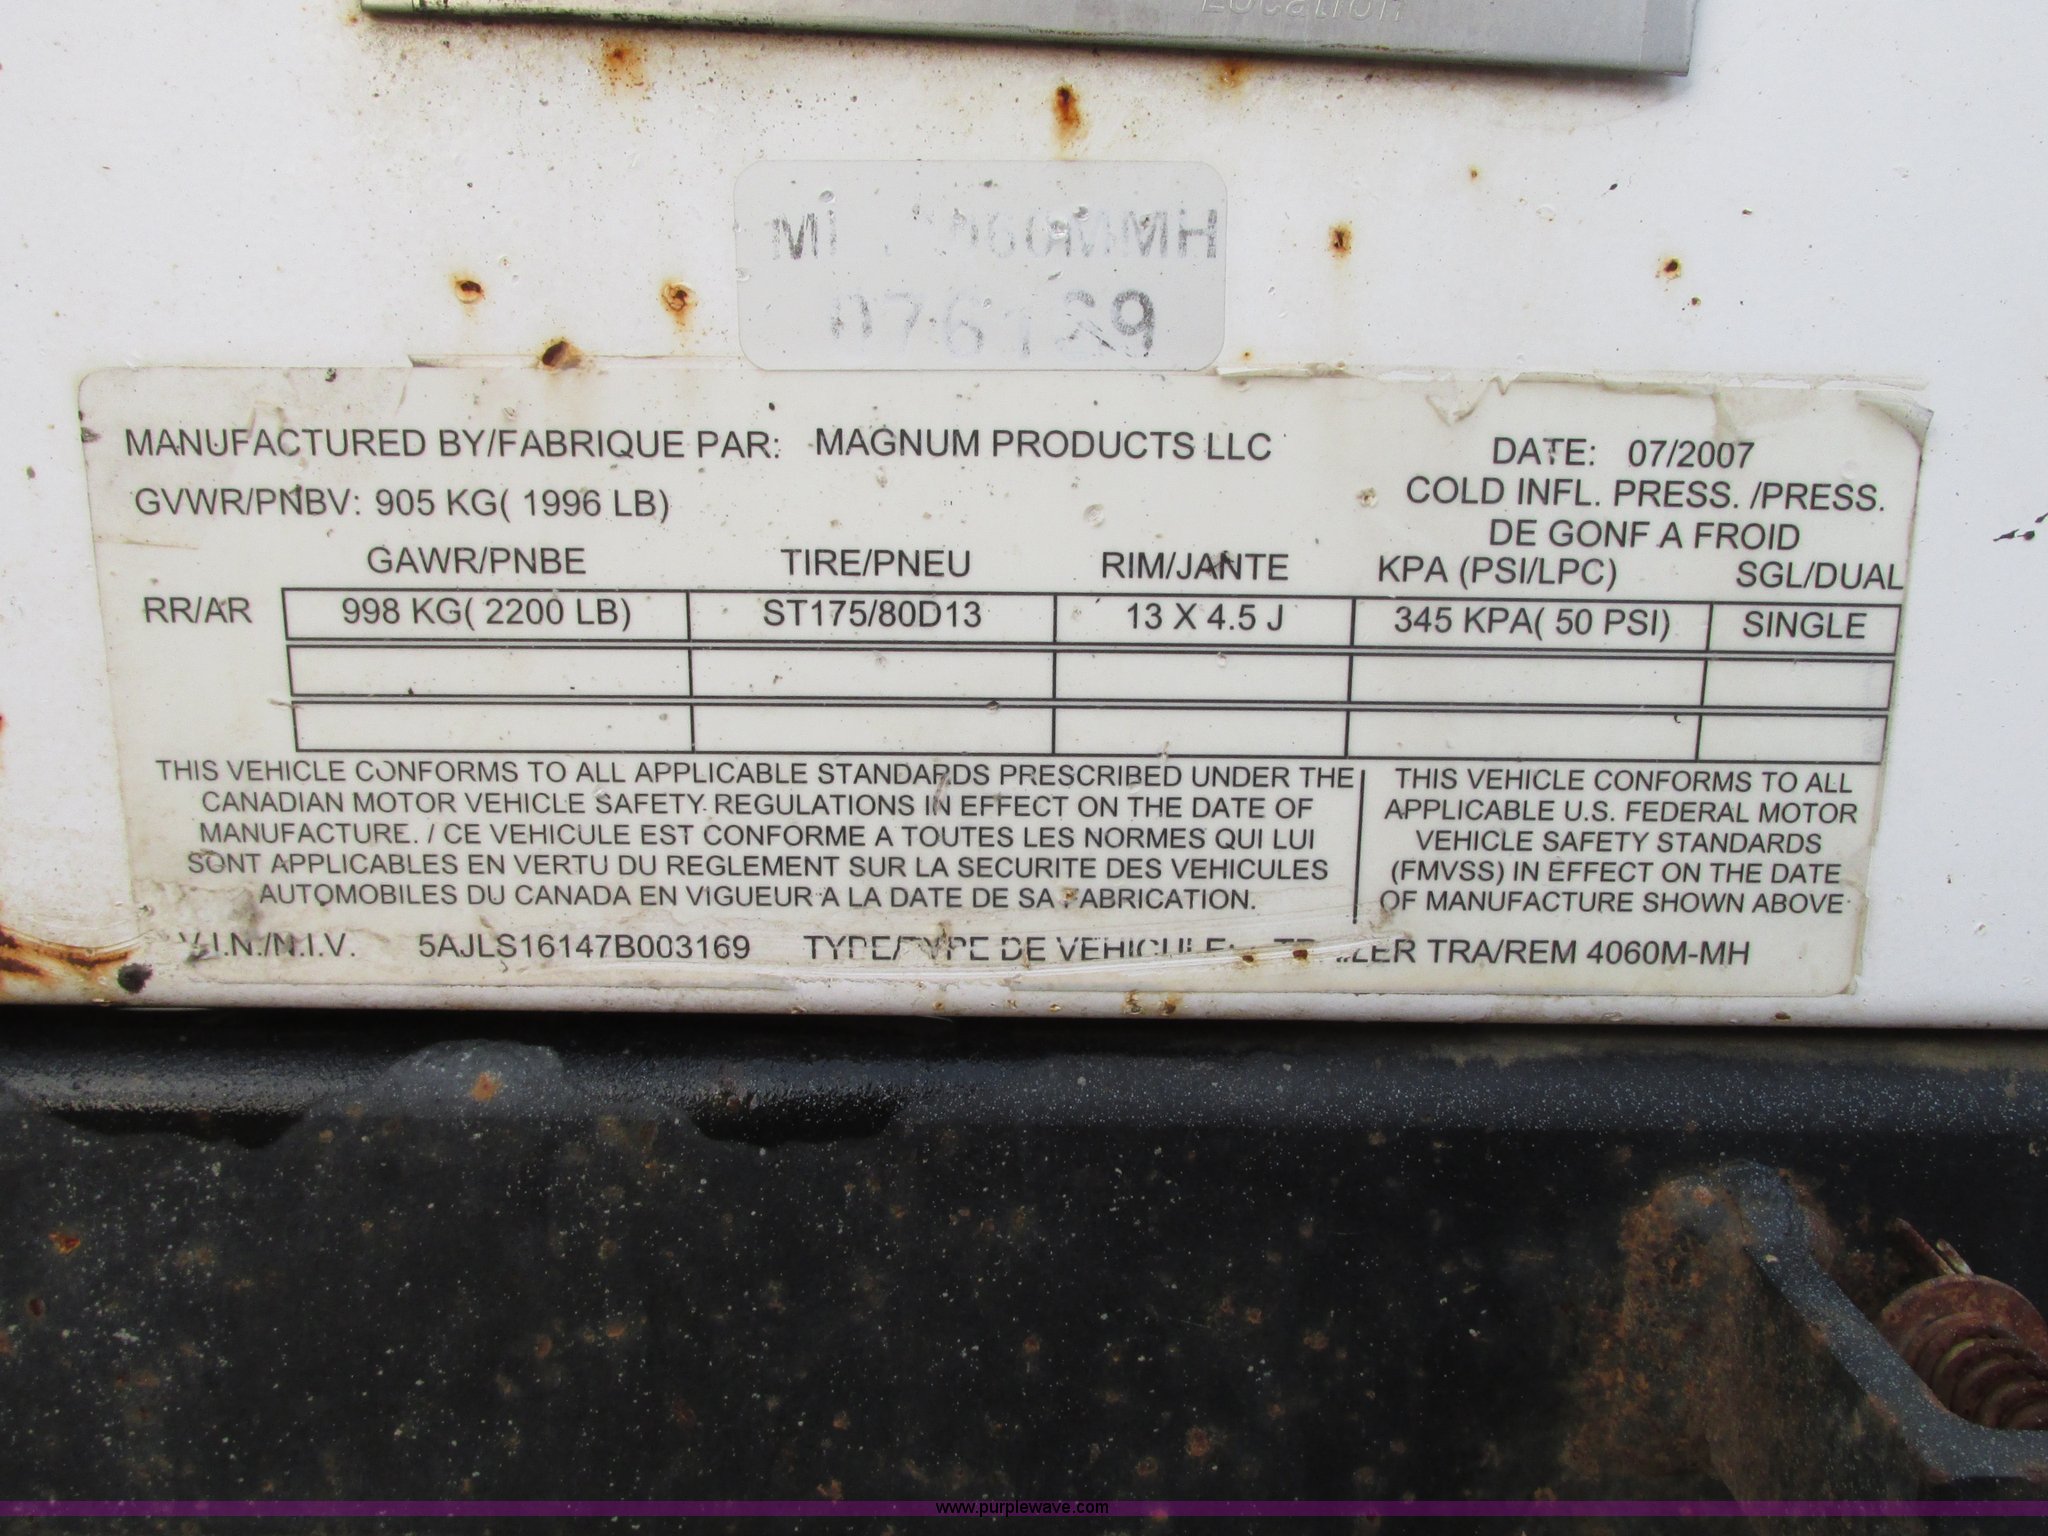 Location
MANUFACTURED BY/FABRIQUE PAR: MAGNUM PRODUCTS LLC
DATE: 07/2007
GVWR/PNBV: 905 KG( 1996 LB)
COLD INFL. PRESS. /PRESS.
DE GONF A FROID
GAWR/PNBE TIRE/PNEU RIM/JANTE KPA (PSI/LPC) SGL/DUAL
RR/AR 998 KG( 2200 LB) ST175/80D13 13 X 4.5 J 345 KPA( 50 PSI) SINGLE
THIS VEHICLE CONFORMS TO ALL APPLICABLE STANDARDS PRESCRIBED UNDER THE
CANADIAN MOTOR VEHICLE SAFETY REGULATIONS IN EFFECT ON THE DATE OF
MANUFACTURE. / CE VEHICULE EST CONFORME A TOUTES LES NORMES QUI LUI
SONT APPLICABLES EN VERTU DU REGLEMENT SUR LA SECURITE DES VEHICULES
AUTOMOBILES DU CANADA EN VIGUEUR A LA DATE DE SA FABRICATION.
THIS VEHICLE CONFORMS TO ALL
APPLICABLE U.S. FEDERAL MOTOR
VEHICLE SAFETY STANDARDS
(FMVSS) IN EFFECT ON THE DATE
OF MANUFACTURE SHOWN ABOVE
V.I.N./N.I.V. 5AJLS16147B003169 TYPE/TYPE DE VEHICULE: TRAILER TRA/REM 4060M-MH
www.purplewave.com